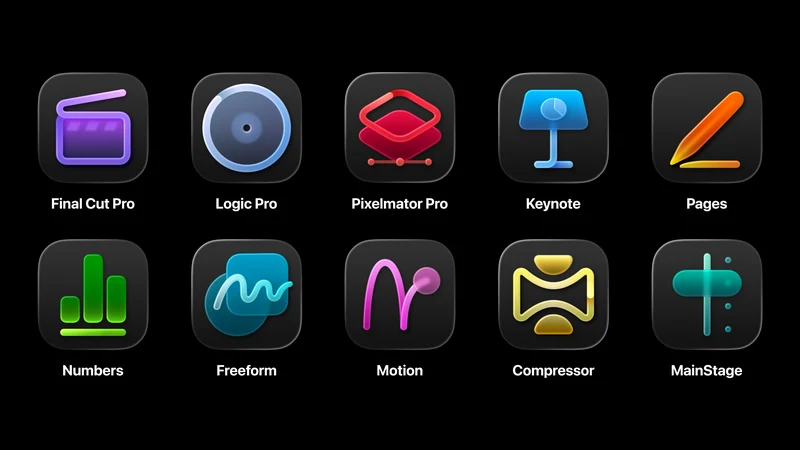 Final Cut Pro
Logic Pro
Pixelmator Pro
Keynote
Pages
Numbers
Freeform
Motion
Compressor
MainStage